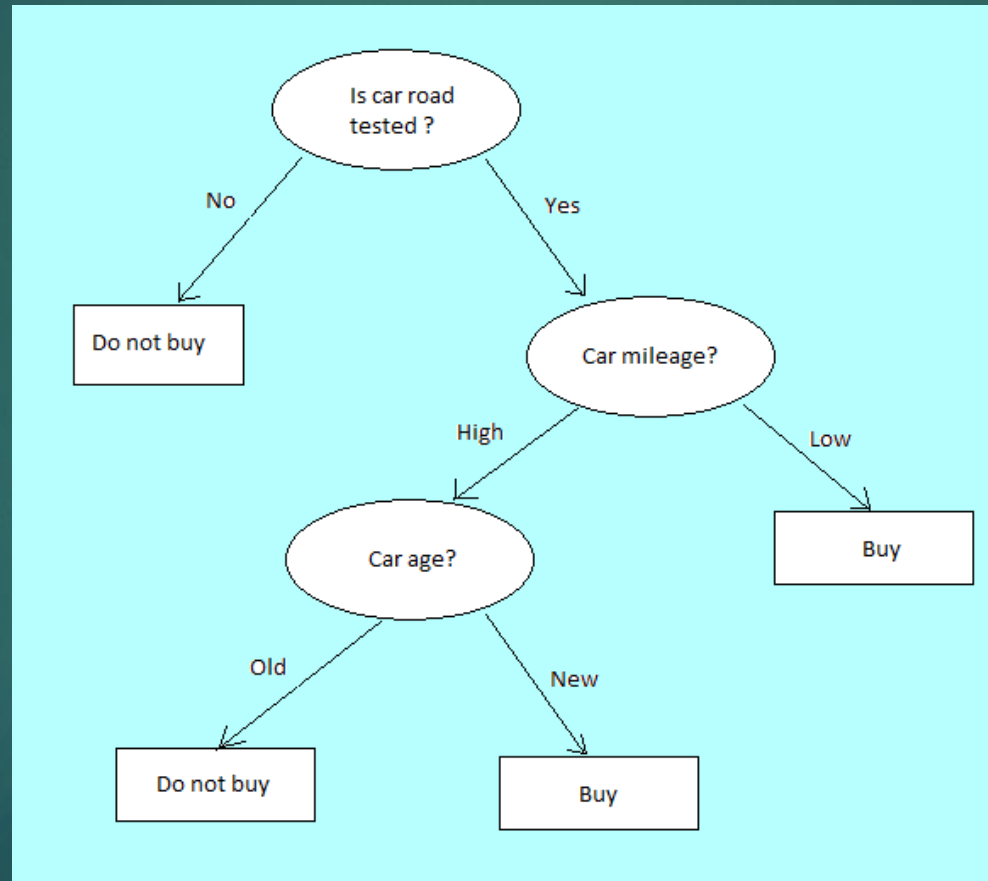 Is car road
tested ?
No
Yes
Do not buy
Car mileage?
High
Low
Car age?
Buy
Old
New
Do not buy
Buy